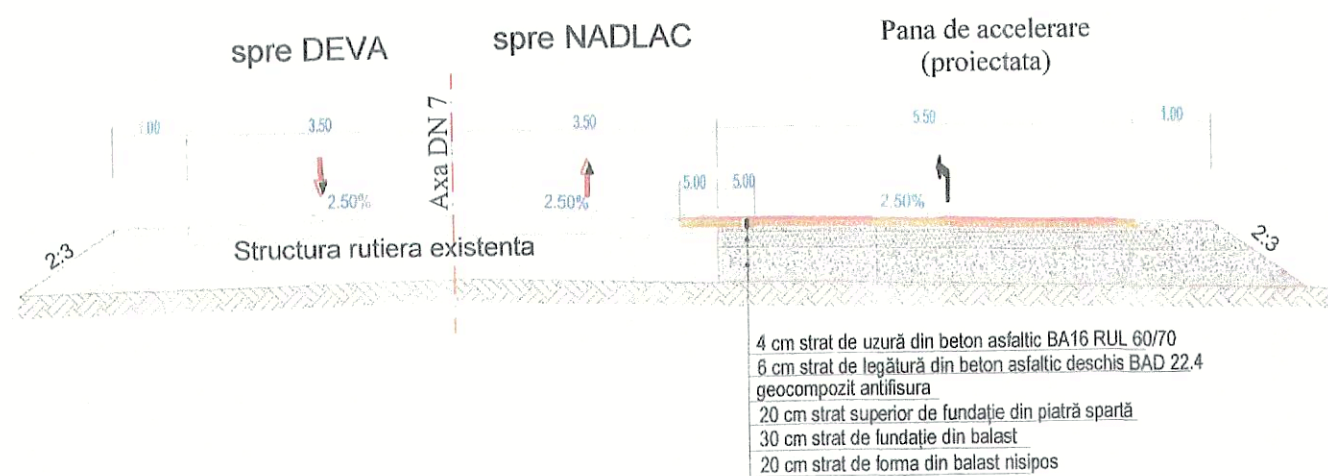 spre DEVA
spre NADLAC
Pana de accelerare
(proiectata)
3.50
Axa DN 7
3.50
5.50
1.00
5.00
5.00
2.50%
2.50%
2.50%
2:3
Structura rutiera existenta
2:3
4 cm strat de uzură din beton asfaltic BA16 RUL 60/70
6 cm strat de legătură din beton asfaltic deschis BAD 22.4
geocompozit antifisura
20 cm strat superior de fundație din piatră spartă
30 cm strat de fundație din balast
20 cm strat de forma din balast nisipos